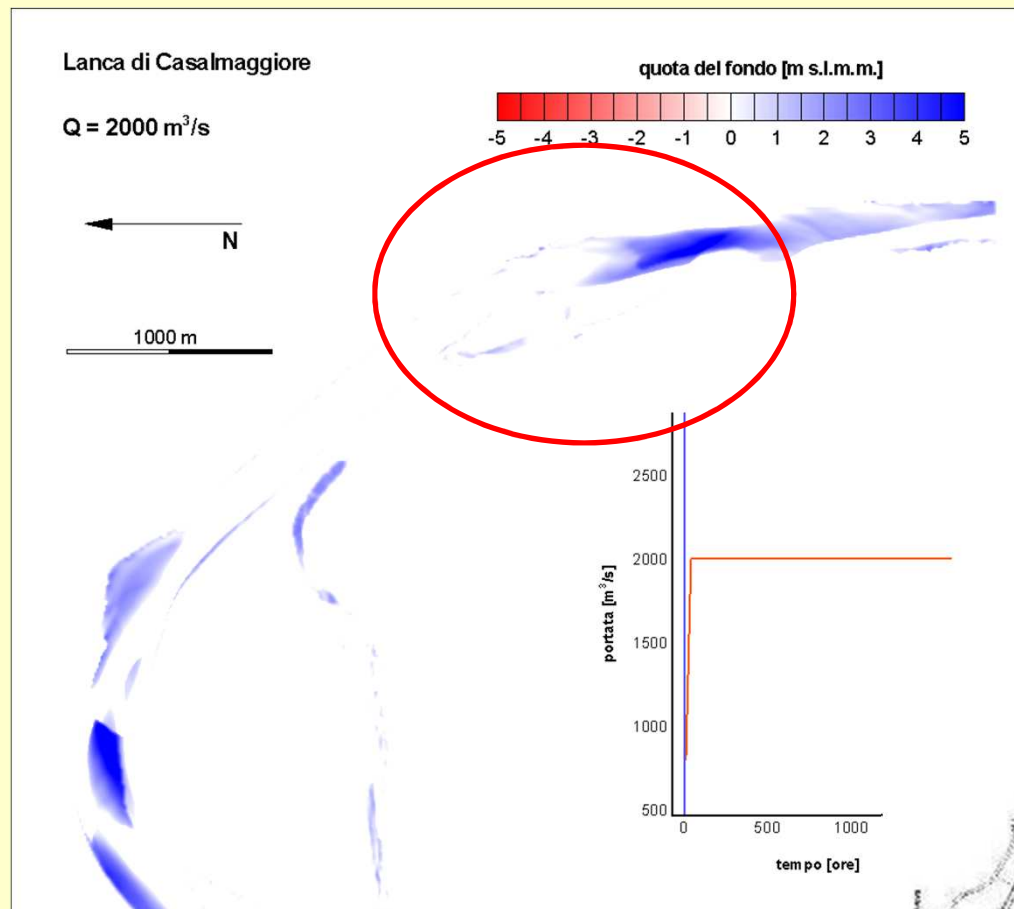 Lanca di Casalmaggiore
quota del fondo [m s.l.m.m.]
Q = 2000 m³/s
-5 -4 -3 -2 -1 0 1 2 3 4 5
N
1000 m
2500
2000
1500
1000
500
portata [m³/s]
0 500 1000
tempo [ore]